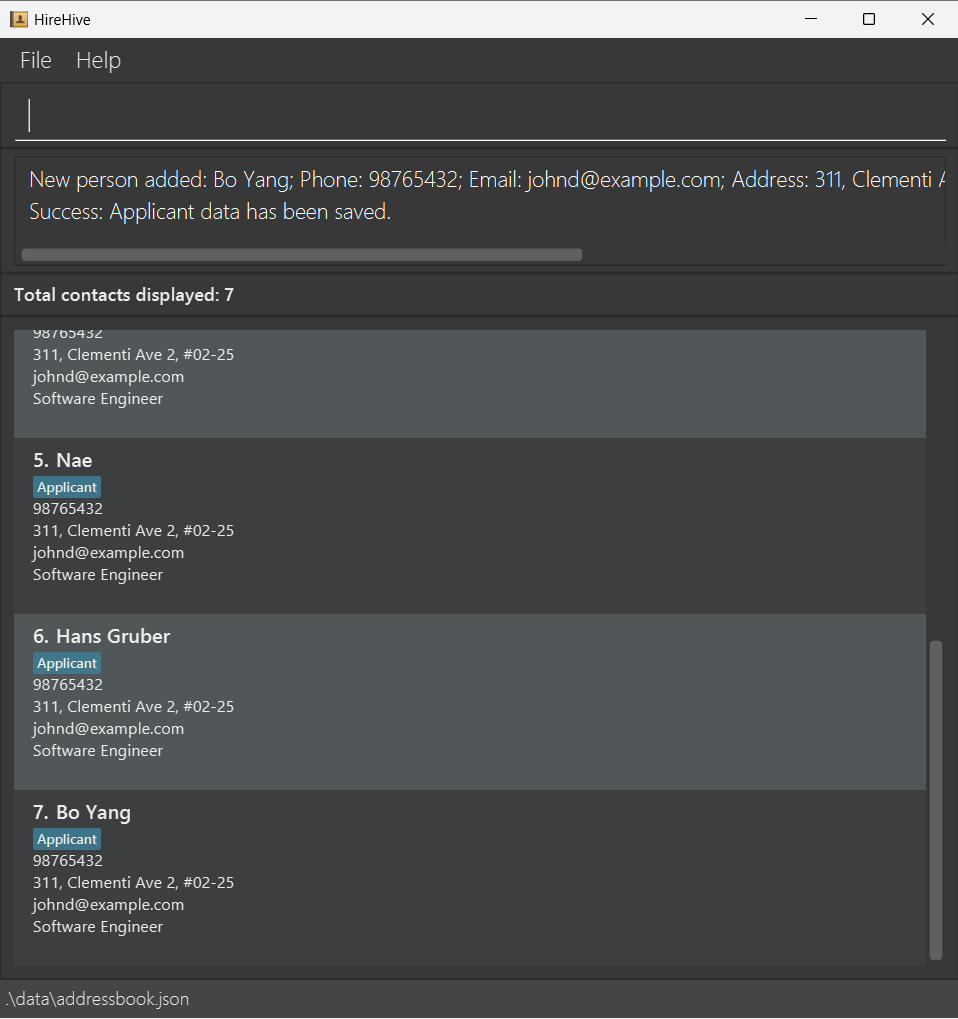 HireHive
File Help
New person added: Bo Yang; Phone: 98765432; Email: johnd@example.com; Address: 311, Clementi A
Success: Applicant data has been saved.
Total contacts displayed: 7
98765432
311, Clementi Ave 2, #02-25
johnd@example.com
Software Engineer
5. Nae
Applicant
98765432
311, Clementi Ave 2, #02-25
johnd@example.com
Software Engineer
6. Hans Gruber
Applicant
98765432
311, Clementi Ave 2, #02-25
johnd@example.com
Software Engineer
7. Bo Yang
Applicant
98765432
311, Clementi Ave 2, #02-25
johnd@example.com
Software Engineer
.\data\addressbook.json